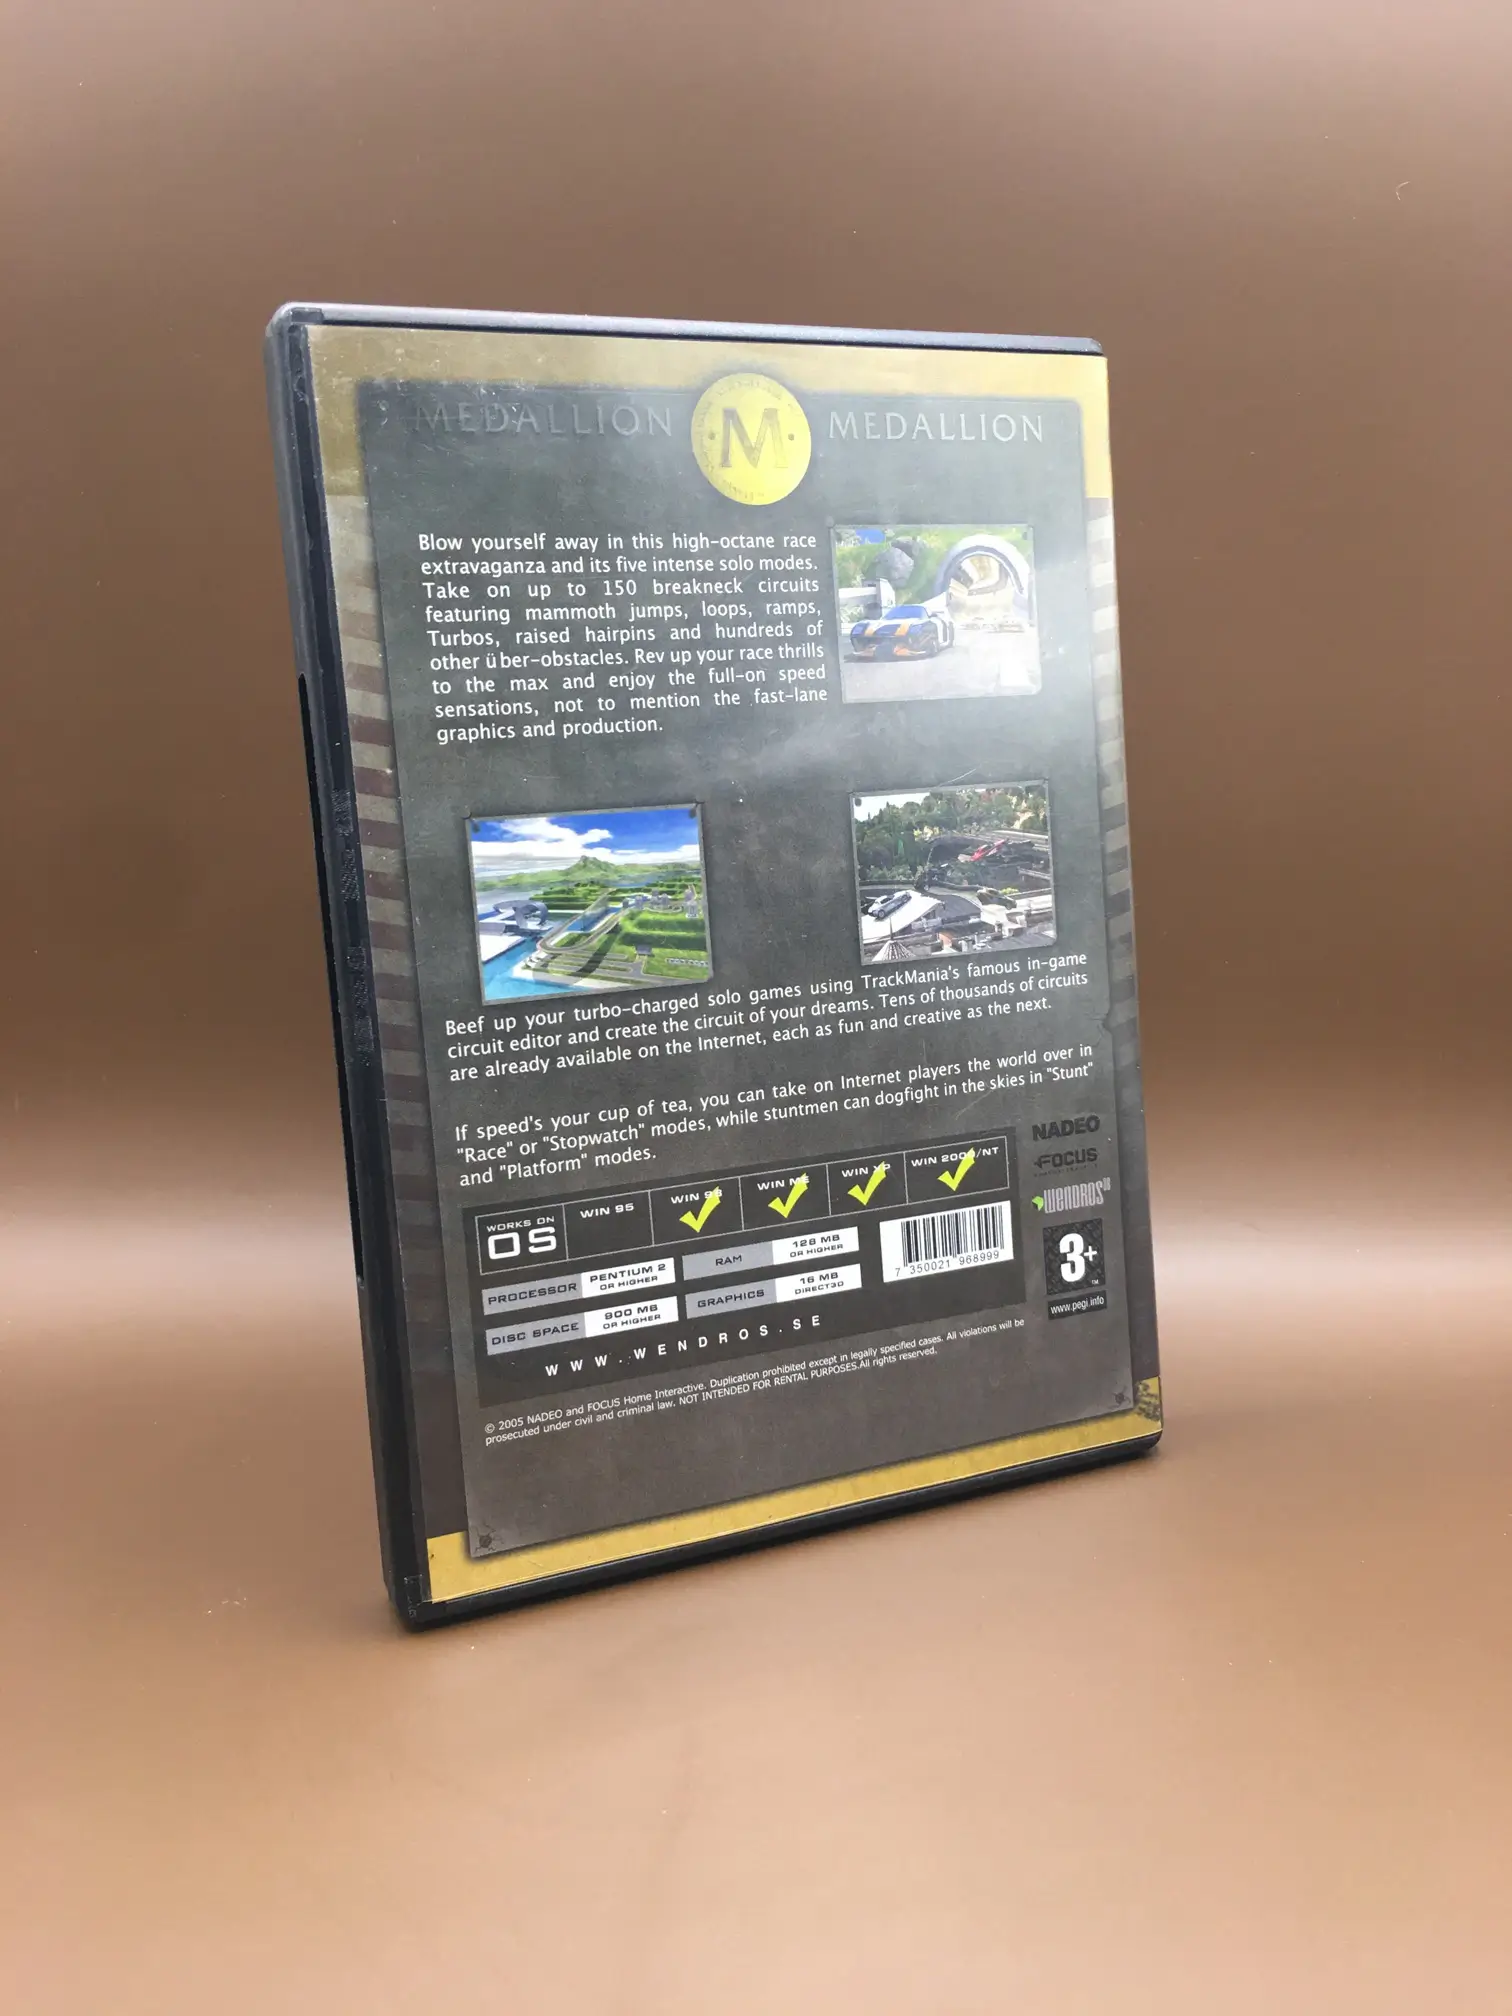 MEDALLION M MEDALLION
Blow yourself away in this high-octane race
extravaganza and its five intense solo modes.
Take on up to 150 breakneck circuits
featuring mammoth jumps, loops, ramps,
Turbos, raised hairpins and hundreds of
other ü ber-obstacles. Rev up your race thrills
to the max and enjoy the full-on speed
sensations, not to mention the fast-lane
graphics and production.
Beef up your turbo-charged solo games using TrackMania's famous in-game
circuit editor and create the circuit of your dreams. Tens of thousands of circuits
are already available on the Internet, each as fun and creative as the next.
If speed's your cup of tea, you can take on Internet players the world over in
"Race" or "Stopwatch" modes, while stuntmen can dogfight in the skies in "Stunt"
and "Platform" modes.
WORKS ON
OS
WIN 95
WIN 98
WIN ME
WIN XP
WIN 2000/NT
PROCESSOR
PENTIUM 2
OR HIGHER
RAM
128 MB
OR HIGHER
DISC SPACE
900 MB
OR HIGHER
GRAPHICS
16 MB
DIRECT3D
7 350021 968999
NADEO
FOCUS
WENDROS
3+
TM
www.pegi.info
WWW.WENDROS.SE
© 2005 NADEO and FOCUS Home Interactive. Duplication prohibited except in legally specified cases. All violations will be
prosecuted under civil and criminal law. NOT INTENDED FOR RENTAL PURPOSES.All rights reserved.